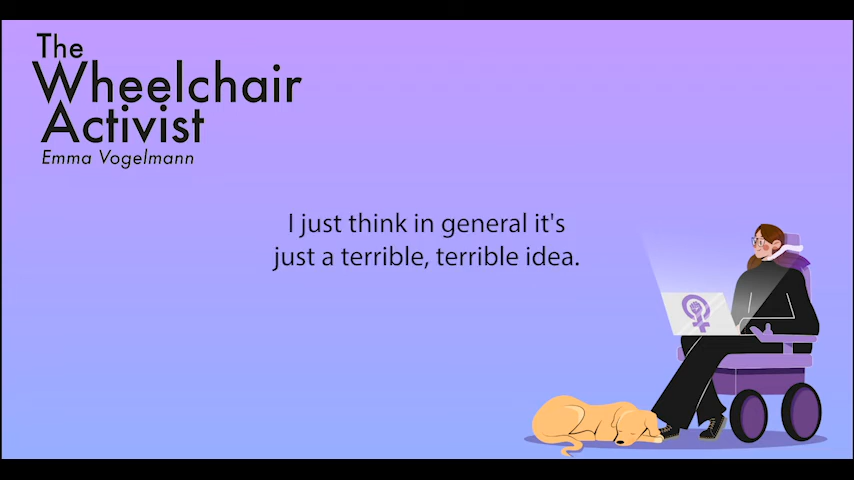 The
Wheelchair
Activist
Emma Vogelmann
I just think in general it's
just a terrible, terrible idea.